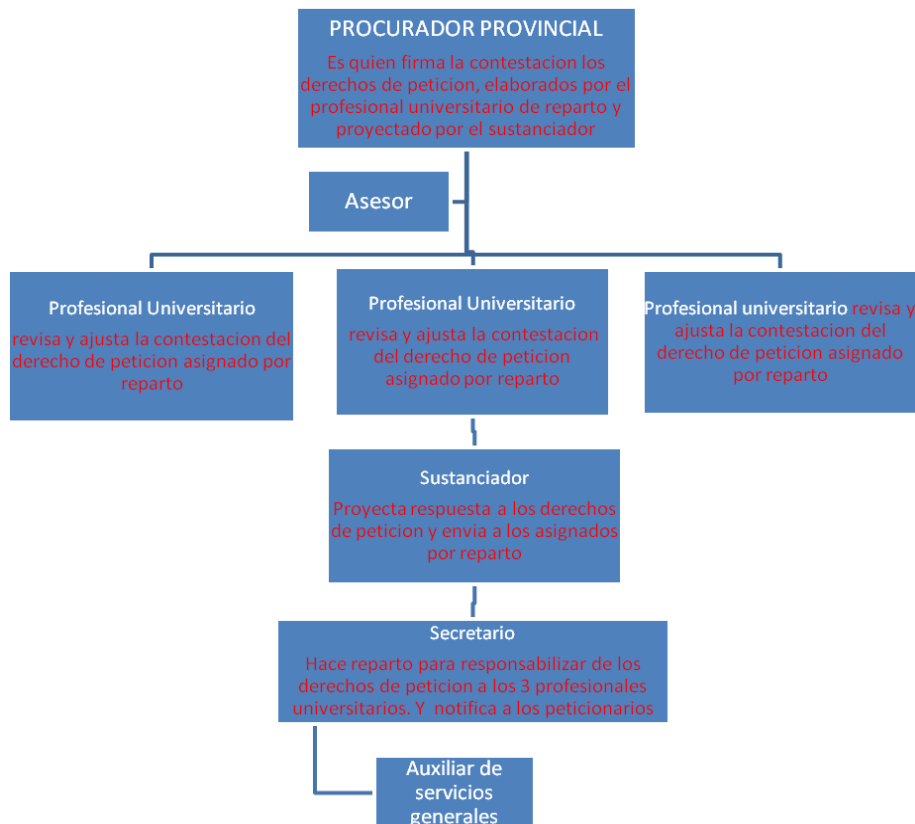 PROCURADOR PROVINCIAL
Es quien firma la contestacion los
derechos de peticion, elaborados por el
profesional universitario de reparto y
proyectado por el sustanciador
Asesor
Profesional Universitario
revisa y ajusta la contestacion del
derecho de peticion asignado por
reparto
Profesional Universitario
revisa y ajusta la contestacion
del derecho de peticion
asignado por reparto
Profesional universitario revisa y
ajusta la contestacion del
derecho de peticion asignado
por reparto
Sustanciador
Proyecta respuesta a los derechos
de peticion y envia a los asignados
por reparto
Secretario
Hace reparto para responsabilizar de los
derechos de peticion a los 3 profesionales
universitarios. Y notifica a los peticionarios
Auxiliar de
servicios
generales